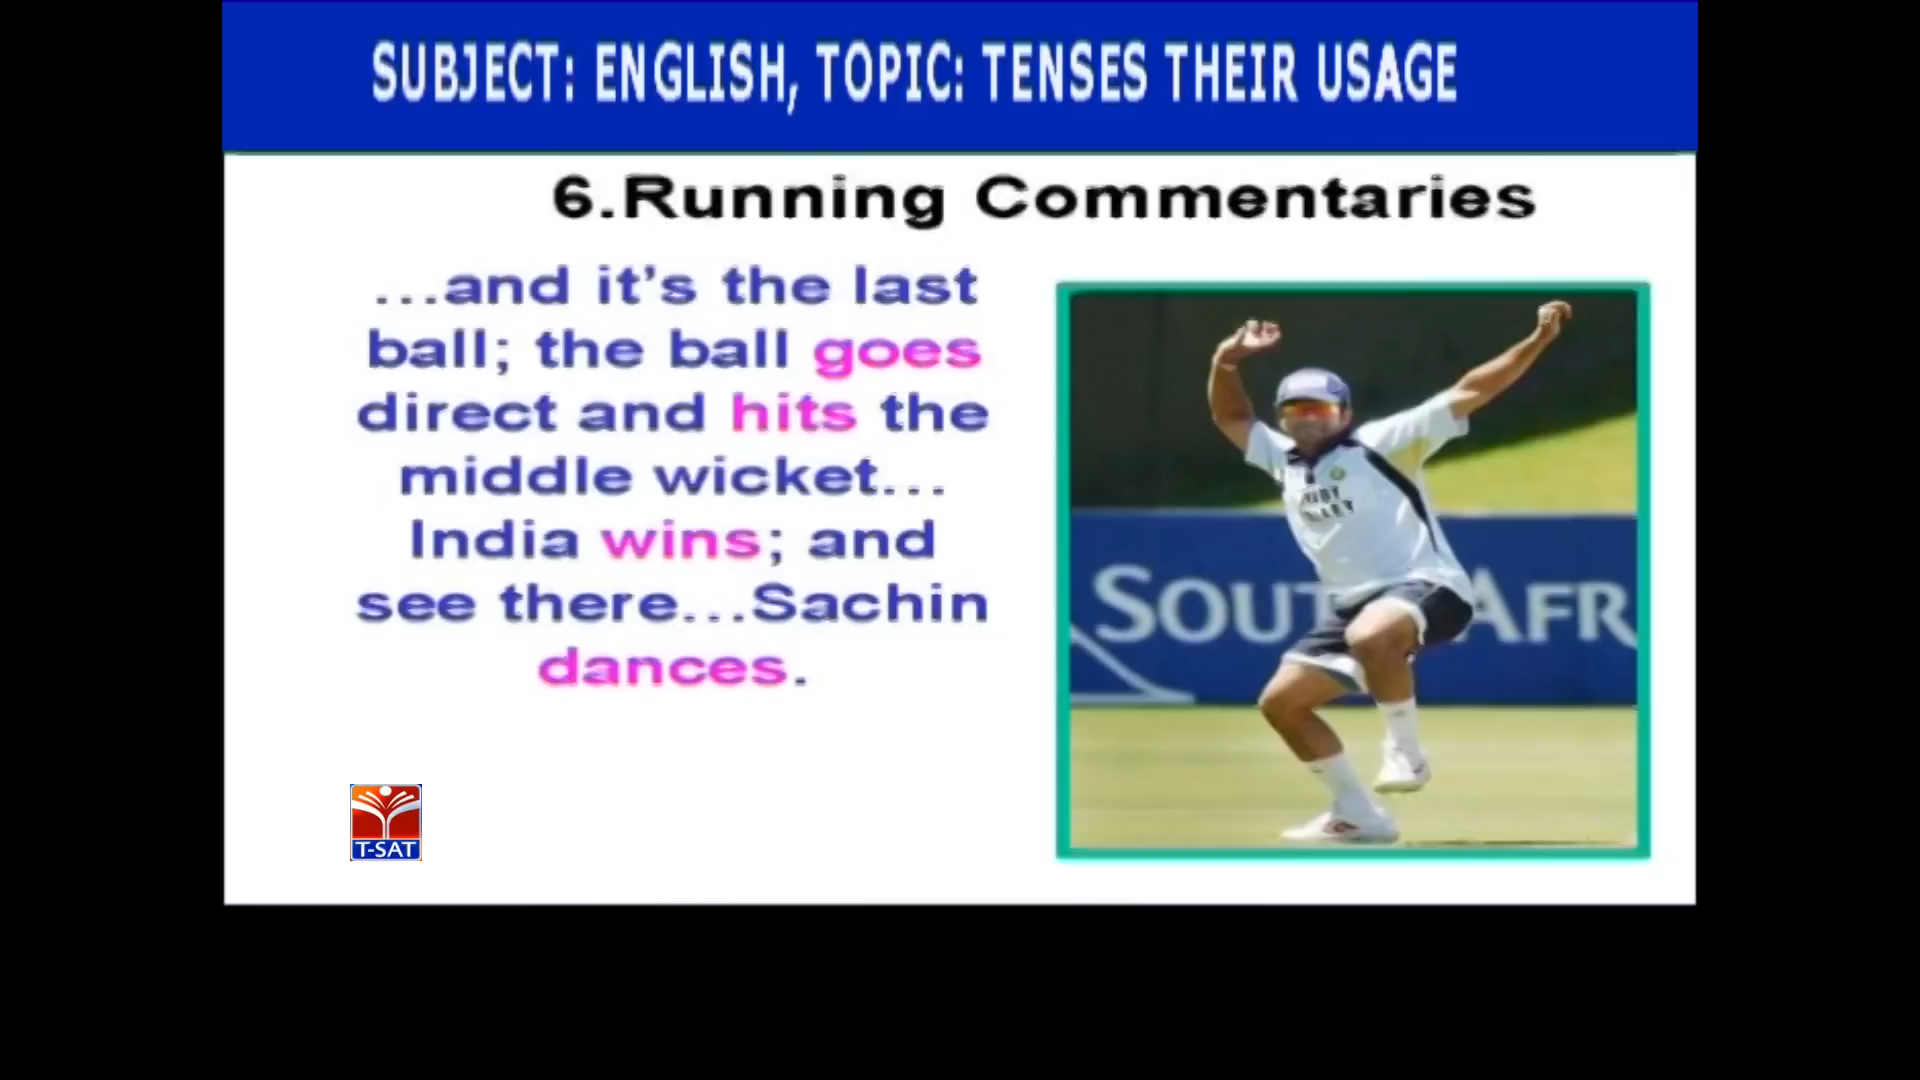 SUBJECT: ENGLISH, TOPIC: TENSES THEIR USAGE
6.Running Commentaries
...and it's the last
ball; the ball goes
direct and hits the
middle wicket...
India wins; and
see there...Sachin
dances.
SOUT AFR
T-SAT